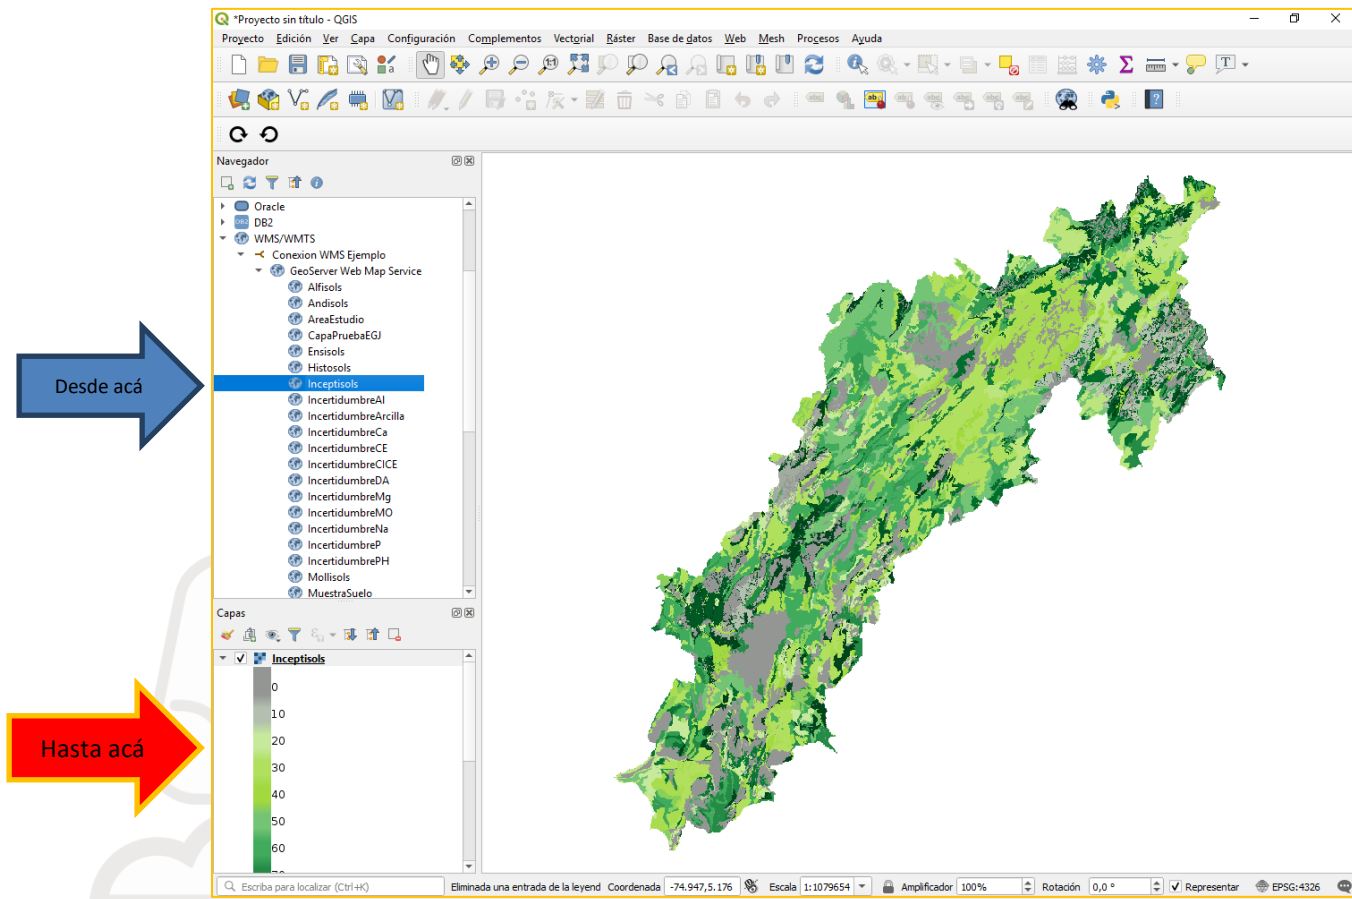 *Proyecto sin título - QGIS
Proyecto Edición Ver Capa Configuración Complementos Vectorial Ráster Base de datos Web Mesh Procesos Ayuda
Navegador
Oracle
DB2
WMS/WMTS
Conexion WMS Ejemplo
GeoServer Web Map Service
Alfisols
Andisols
AreaEstudio
CapaPruebaEGJ
Ensisols
Histosols
Inceptisols
IncertidumbreAl
IncertidumbreArcilla
IncertidumbreCa
IncertidumbreCE
IncertidumbreCICE
IncertidumbreDA
IncertidumbreMg
IncertidumbreMO
IncertidumbreNa
IncertidumbreP
IncertidumbrePH
Mollisols
MuestraSuelo
Desde acá
Capas
Inceptisols
0
10
20
30
40
50
60
Hasta acá
Escriba para localizar (Ctrl+K) Eliminada una entrada de la leyend Coordenada -74.947,5.176 Escala 1:1079654 Amplificador 100% Rotación 0,0 ° Representar EPSG:4326